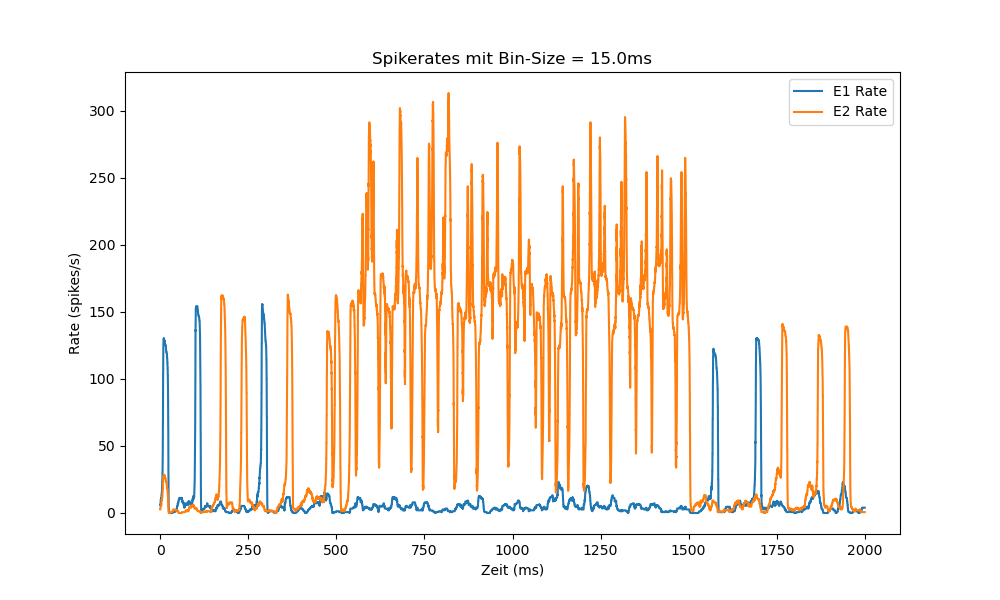 Spikerates mit Bin-Size = 15.0ms
E1 Rate
E2 Rate
300
250
200
150
100
50
0
Rate (spikes/s)
0 250 500 750 1000 1250 1500 1750 2000
Zeit (ms)